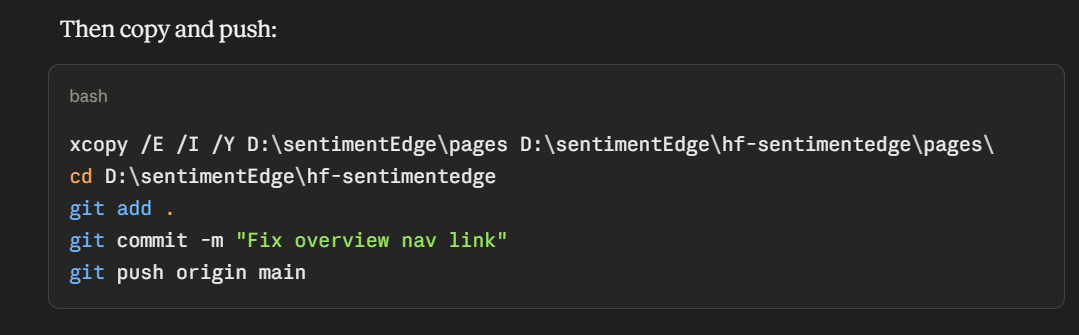 Then copy and push:
bash
xcopy /E /I /Y D:\sentimentEdge\pages D:\sentimentEdge\hf-sentimentedge\pages\
cd D:\sentimentEdge\hf-sentimentedge
git add .
git commit -m "Fix overview nav link"
git push origin main